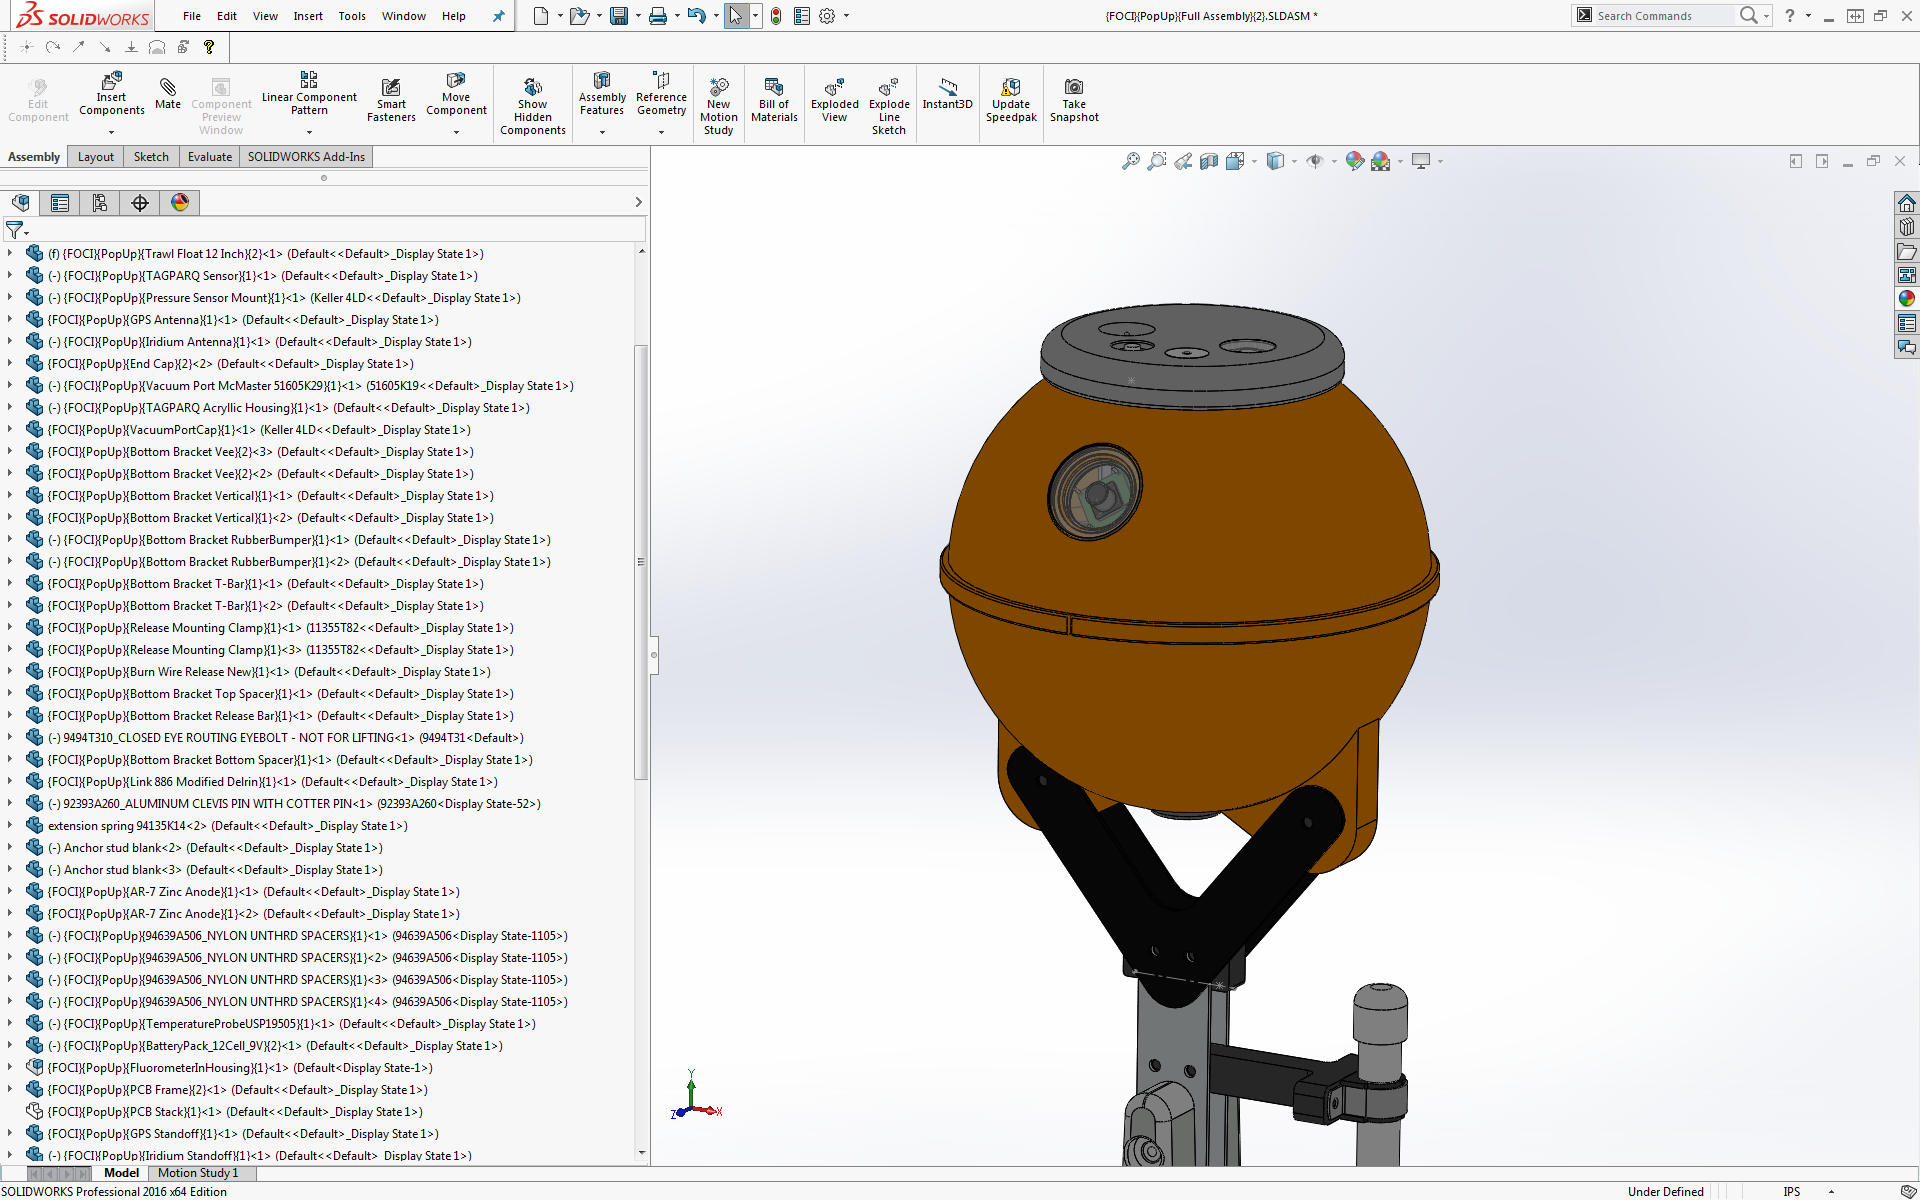 SOLIDWORKS File Edit View Insert Tools Window Help
{FOCI}{PopUp}{Full Assembly}{2}.SLDASM *
Search Commands
Edit Component
Insert Components
Mate
Component Preview Window
Linear Component Pattern
Smart Fasteners
Move Component
Show Hidden Components
Assembly Features
Reference Geometry
New Motion Study
Bill of Materials
Exploded View
Explode Line Sketch
Instant3D
Update Speedpak
Take Snapshot
Assembly Layout Sketch Evaluate SOLIDWORKS Add-Ins
(f) {FOCI}{PopUp}{Trawl Float 12 Inch}{2}<1> (Default<<Default>_Display State 1>)
(-) {FOCI}{PopUp}{TAGPARQ Sensor}{1}<1> (Default<<Default>_Display State 1>)
(-) {FOCI}{PopUp}{Pressure Sensor Mount}{1}<1> (Keller 4LD<<Default>_Display State 1>)
{FOCI}{PopUp}{GPS Antenna}{1}<1> (Default<<Default>_Display State 1>)
(-) {FOCI}{PopUp}{Iridium Antenna}{1}<1> (Default<<Default>_Display State 1>)
{FOCI}{PopUp}{End Cap}{2}<2> (Default<<Default>_Display State 1>)
(-) {FOCI}{PopUp}{Vacuum Port McMaster 51605K29}{1}<1> (51605K19<<Default>_Display State 1>)
(-) {FOCI}{PopUp}{TAGPARQ Acryllic Housing}{1}<1> (Default<<Default>_Display State 1>)
{FOCI}{PopUp}{VacuumPortCap}{1}<1> (Keller 4LD<<Default>_Display State 1>)
{FOCI}{PopUp}{Bottom Bracket Vee}{2}<3> (Default<<Default>_Display State 1>)
{FOCI}{PopUp}{Bottom Bracket Vee}{2}<2> (Default<<Default>_Display State 1>)
{FOCI}{PopUp}{Bottom Bracket Vertical}{1}<1> (Default<<Default>_Display State 1>)
{FOCI}{PopUp}{Bottom Bracket Vertical}{1}<2> (Default<<Default>_Display State 1>)
(-) {FOCI}{PopUp}{Bottom Bracket RubberBumper}{1}<1> (Default<<Default>_Display State 1>)
(-) {FOCI}{PopUp}{Bottom Bracket RubberBumper}{1}<2> (Default<<Default>_Display State 1>)
{FOCI}{PopUp}{Bottom Bracket T-Bar}{1}<1> (Default<<Default>_Display State 1>)
{FOCI}{PopUp}{Bottom Bracket T-Bar}{1}<2> (Default<<Default>_Display State 1>)
{FOCI}{PopUp}{Release Mounting Clamp}{1}<1> (11355T82<<Default>_Display State 1>)
{FOCI}{PopUp}{Release Mounting Clamp}{1}<3> (11355T82<<Default>_Display State 1>)
{FOCI}{PopUp}{Burn Wire Release New}{1}<1> (Default<<Default>_Display State 1>)
{FOCI}{PopUp}{Bottom Bracket Top Spacer}{1}<1> (Default<<Default>_Display State 1>)
{FOCI}{PopUp}{Bottom Bracket Release Bar}{1}<1> (Default<<Default>_Display State 1>)
(-) 9494T310_CLOSED EYE ROUTING EYEBOLT - NOT FOR LIFTING<1> (9494T31<Default>)
{FOCI}{PopUp}{Bottom Bracket Bottom Spacer}{1}<1> (Default<<Default>_Display State 1>)
{FOCI}{PopUp}{Link 886 Modified Delrin}{1}<1> (Default<<Default>_Display State 1>)
(-) 92393A260_ALUMINUM CLEVIS PIN WITH COTTER PIN<1> (92393A260<Display State-52>)
extension spring 94135K14<2> (Default<<Default>_Display State 1>)
(-) Anchor stud blank<2> (Default<<Default>_Display State 1>)
(-) Anchor stud blank<3> (Default<<Default>_Display State 1>)
{FOCI}{PopUp}{AR-7 Zinc Anode}{1}<1> (Default<<Default>_Display State 1>)
{FOCI}{PopUp}{AR-7 Zinc Anode}{1}<2> (Default<<Default>_Display State 1>)
(-) {FOCI}{PopUp}{94639A506_NYLON UNTHRD SPACERS}{1}<1> (94639A506<Display State-1105>)
(-) {FOCI}{PopUp}{94639A506_NYLON UNTHRD SPACERS}{1}<2> (94639A506<Display State-1105>)
(-) {FOCI}{PopUp}{94639A506_NYLON UNTHRD SPACERS}{1}<3> (94639A506<Display State-1105>)
(-) {FOCI}{PopUp}{94639A506_NYLON UNTHRD SPACERS}{1}<4> (94639A506<Display State-1105>)
(-) {FOCI}{PopUp}{TemperatureProbeUSP19505}{1}<1> (Default<<Default>_Display State 1>)
(-) {FOCI}{PopUp}{BatteryPack_12Cell_9V}{2}<1> (Default<<Default>_Display State 1>)
{FOCI}{PopUp}{FluorometerInHousing}{1}<1> (Default<Display State-1>)
{FOCI}{PopUp}{PCB Frame}{2}<1> (Default<<Default>_Display State 1>)
{FOCI}{PopUp}{PCB Stack}{1}<1> (Default<<Default>_Display State 1>)
{FOCI}{PopUp}{GPS Standoff}{1}<1> (Default<<Default>_Display State 1>)
(-) {FOCI}{PopUp}{Iridium Standoff}{1}<1> (Default<<Default>_Display State 1>)
Y
Z X
Model Motion Study 1
SOLIDWORKS Professional 2016 x64 Edition
Under Defined IPS